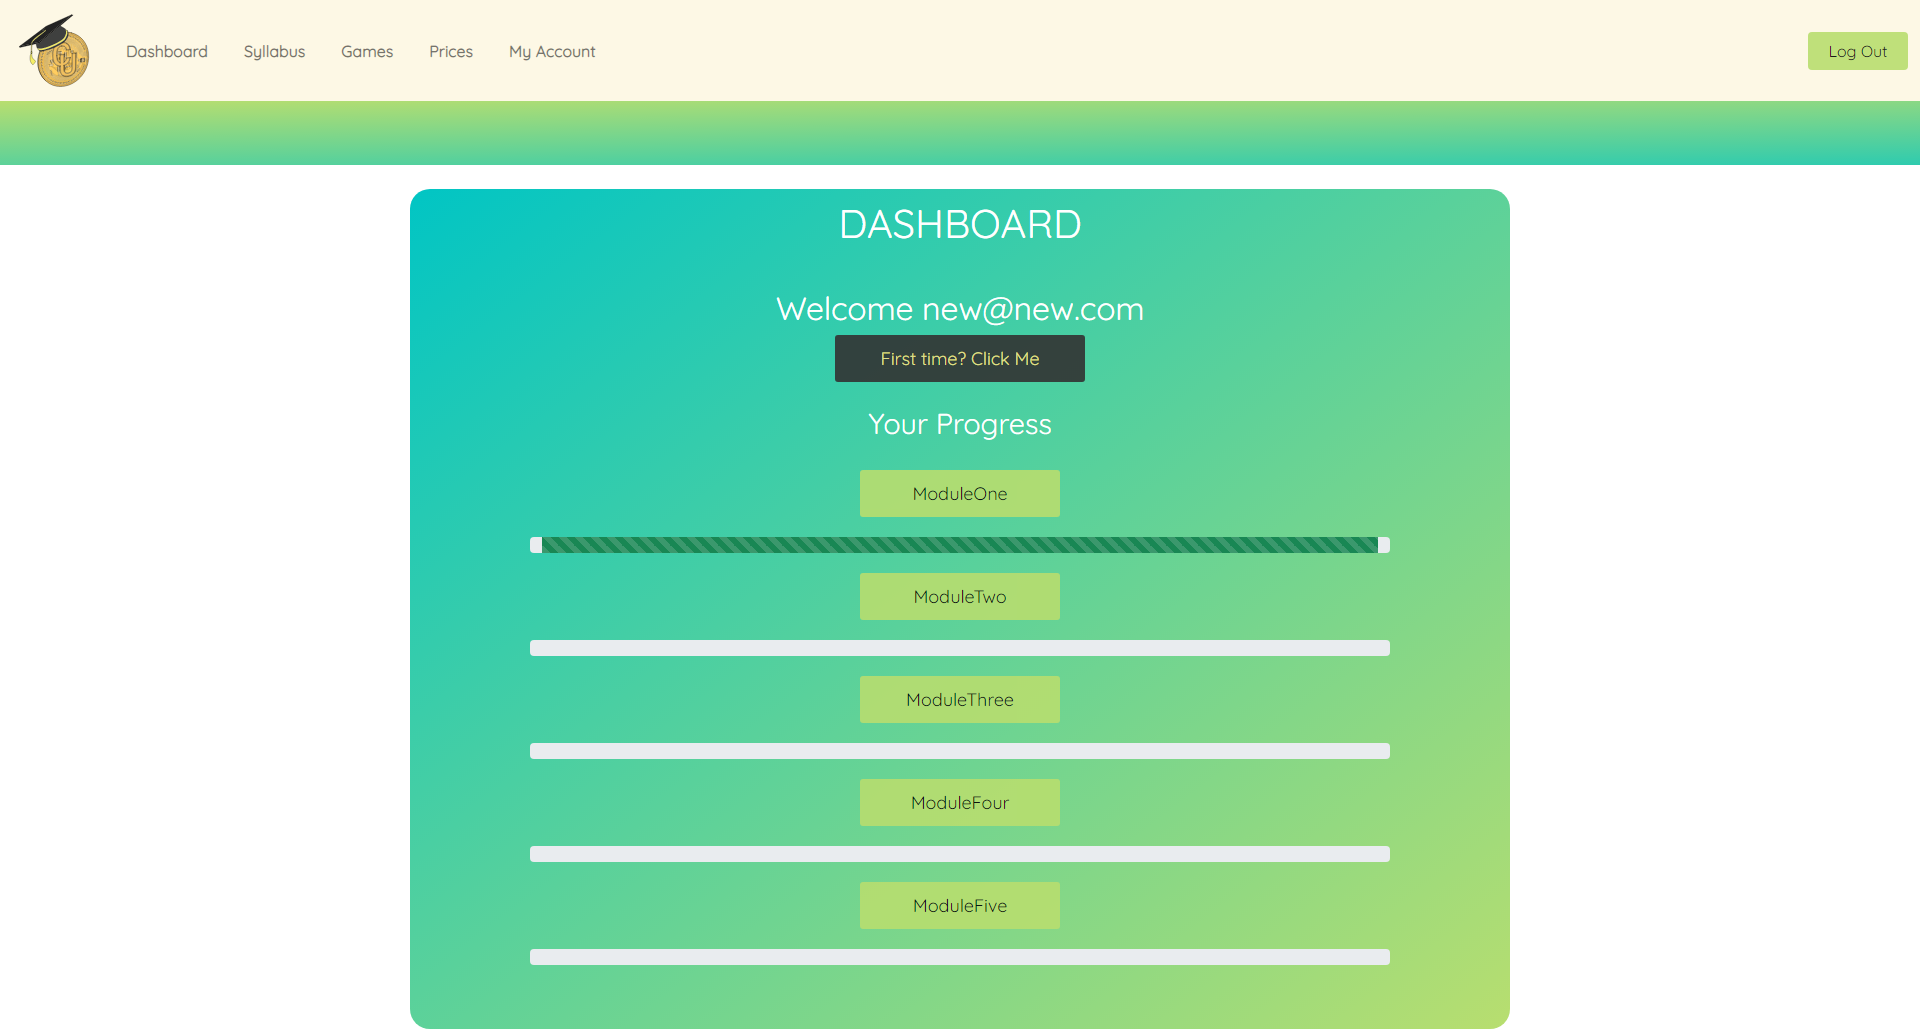 Dashboard Syllabus Games Prices My Account Log Out
DASHBOARD
Welcome new@new.com
First time? Click Me
Your Progress
ModuleOne
ModuleTwo
ModuleThree
ModuleFour
ModuleFive